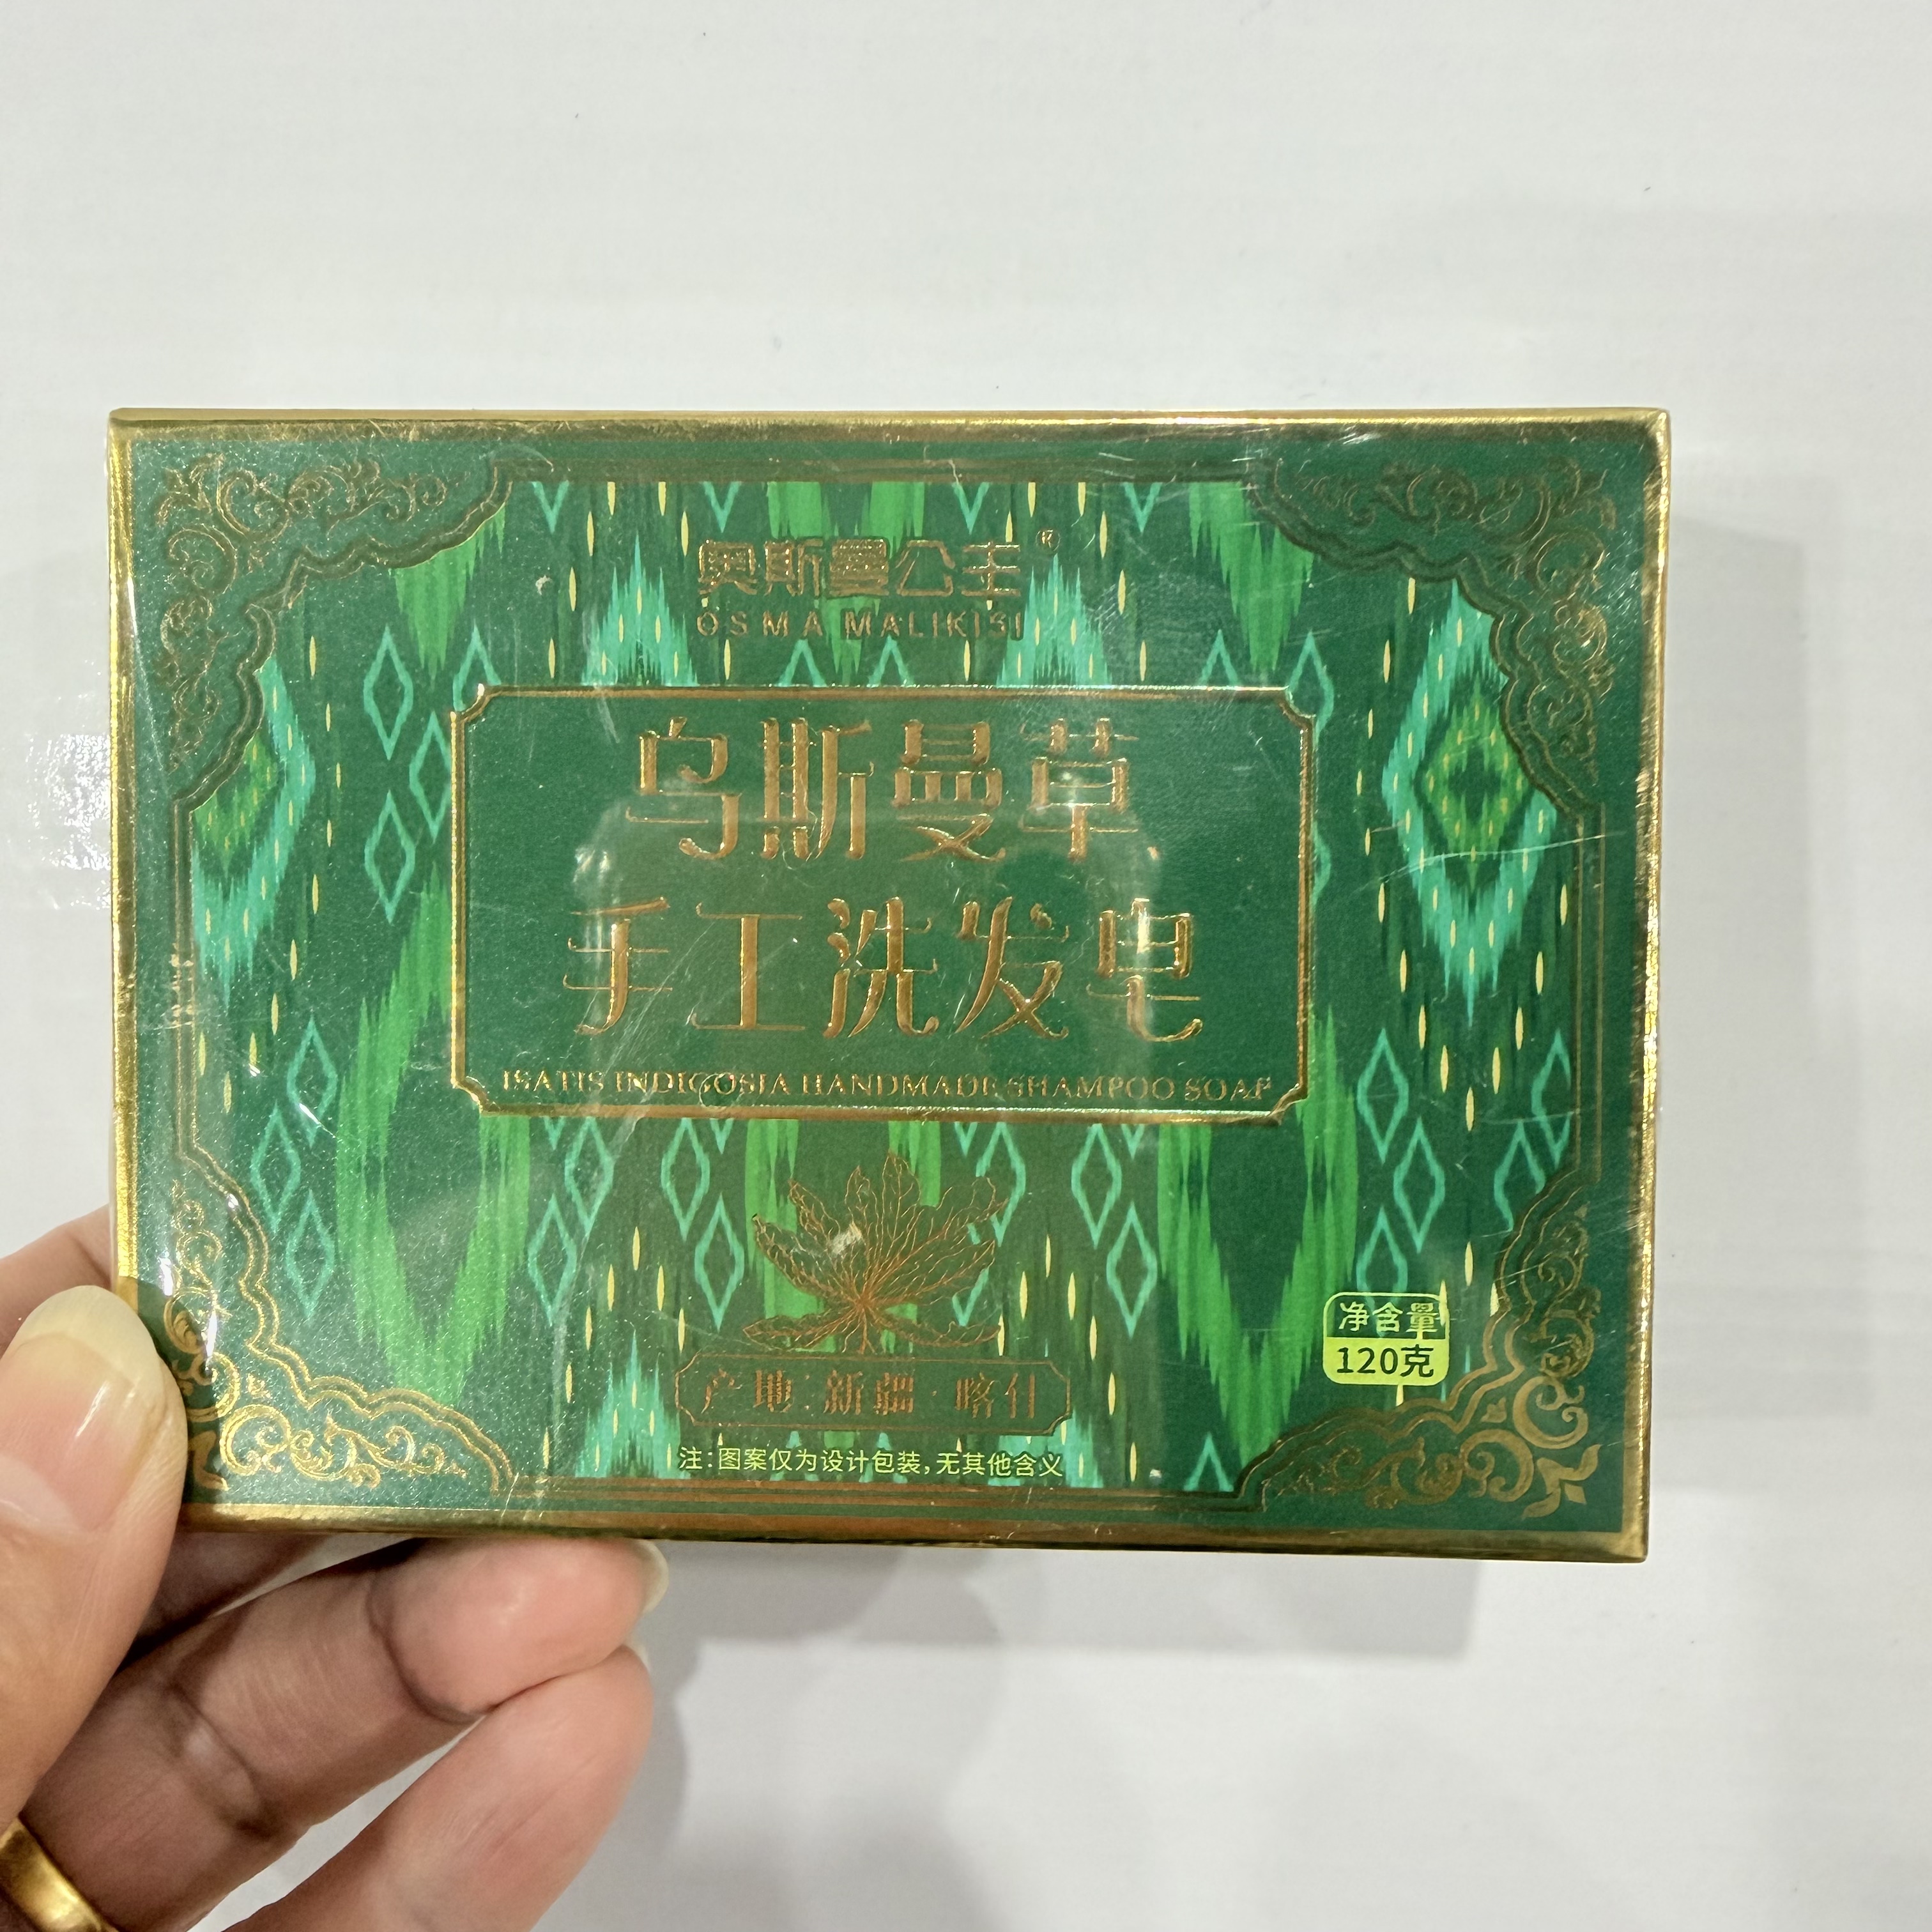 奥斯曼公主®
OSMA MALIKISI
乌斯曼草
手工洗发皂
ISATIS INDIGOSIA HANDMADE SHAMPOO SOAP
产地:新疆·喀什
注:图案仅为设计包装,无其他含义
净含量
120克